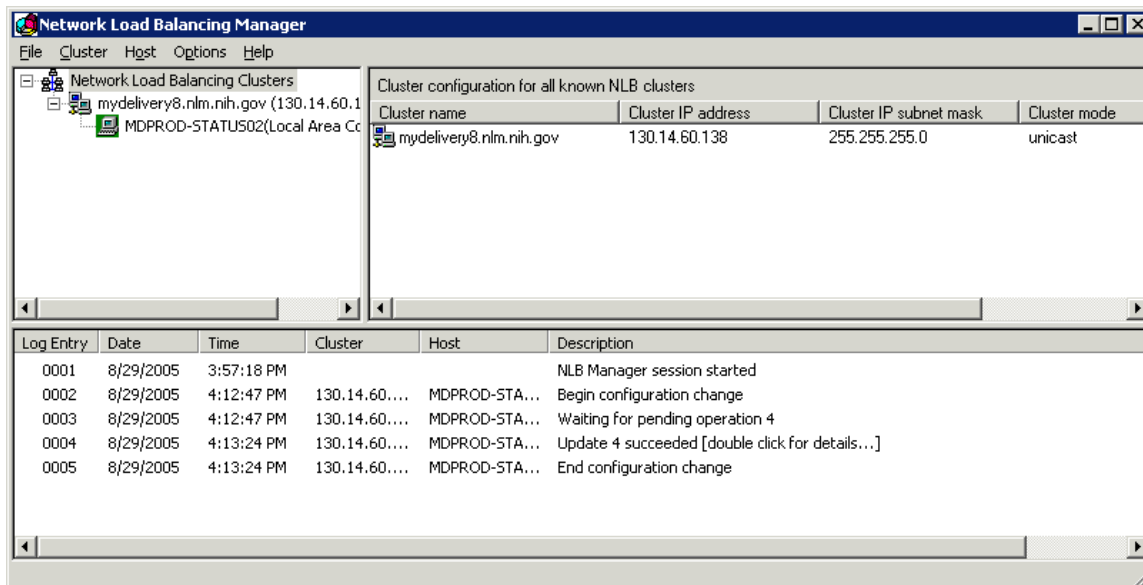 Network Load Balancing Manager
File Cluster Host Options Help
Network Load Balancing Clusters
mydelivery8.nlm.nih.gov (130.14.60.1
MDPROD-STATUS02(Local Area Co
Cluster configuration for all known NLB clusters
Cluster name Cluster IP address Cluster IP subnet mask Cluster mode
mydelivery8.nlm.nih.gov 130.14.60.138 255.255.255.0 unicast
Log Entry Date Time Cluster Host Description
0001 8/29/2005 3:57:18 PM NLB Manager session started
0002 8/29/2005 4:12:47 PM 130.14.60.... MDPROD-STA... Begin configuration change
0003 8/29/2005 4:12:47 PM 130.14.60.... MDPROD-STA... Waiting for pending operation 4
0004 8/29/2005 4:13:24 PM 130.14.60.... MDPROD-STA... Update 4 succeeded [double click for details...]
0005 8/29/2005 4:13:24 PM 130.14.60.... MDPROD-STA... End configuration change